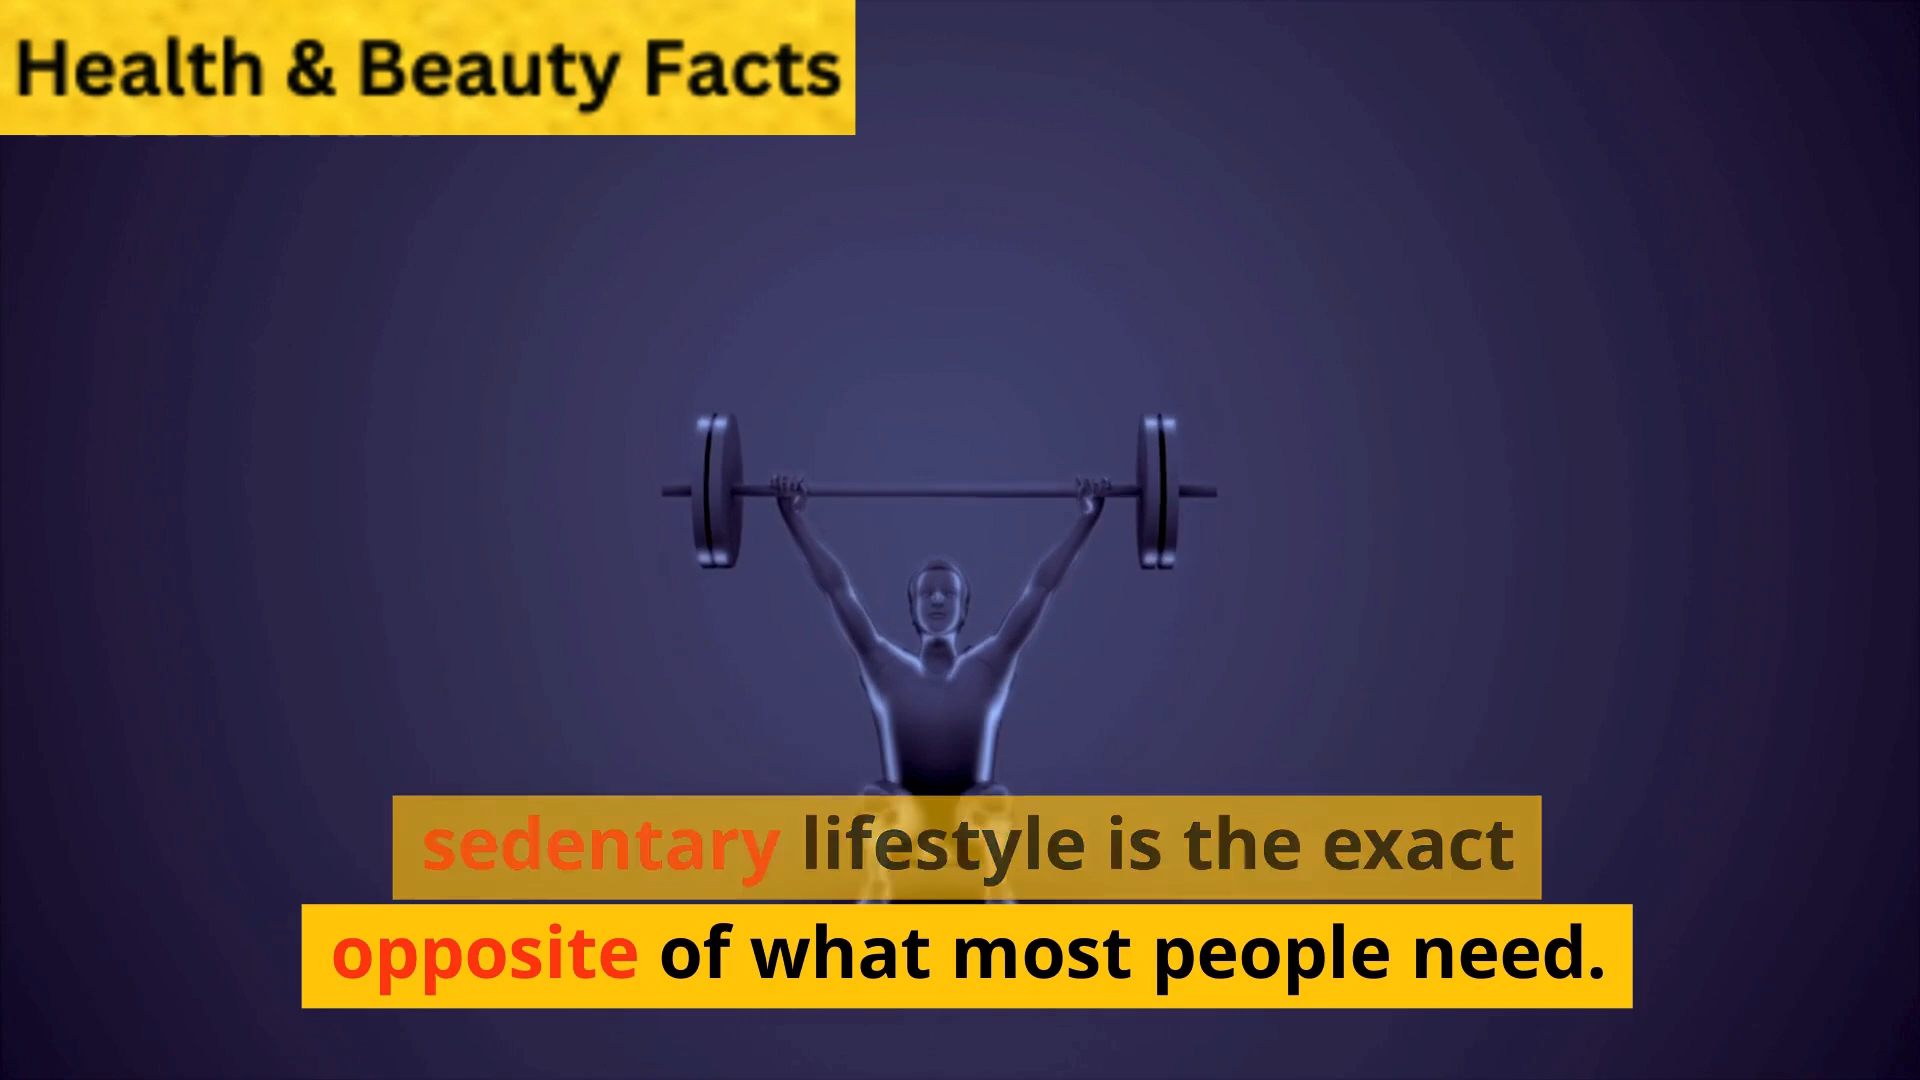 Health & Beauty Facts
sedentary lifestyle is the exact
opposite of what most people need.